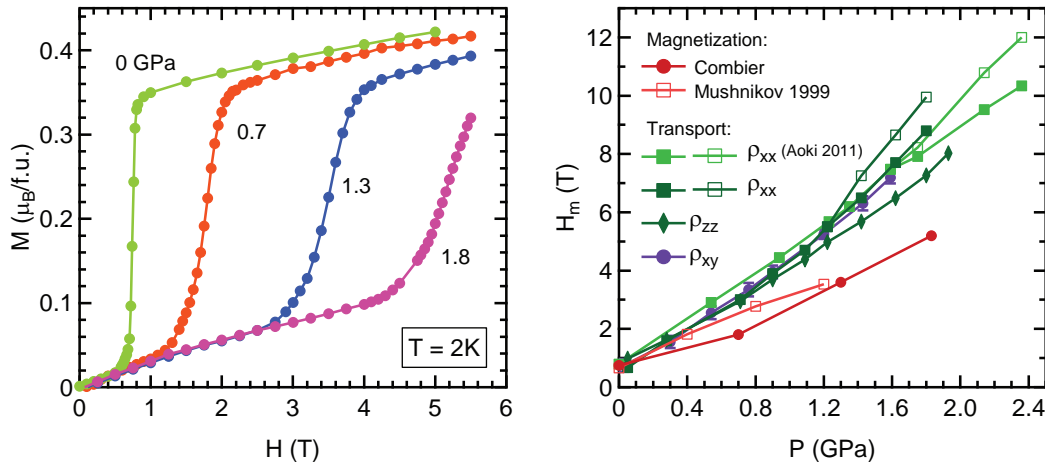 0.4
0.3
0.2
0.1
0
M (μB/f.u.)
0 GPa
0.7
1.3
1.8
T = 2K
0 1 2 3 4 5 6
H (T)
12
10
8
6
4
2
0
Hm (T)
Magnetization:
Combier
Mushnikov 1999
Transport:
ρxx (Aoki 2011)
ρxx
ρzz
ρxy
0 0.4 0.8 1.2 1.6 2.0 2.4
P (GPa)